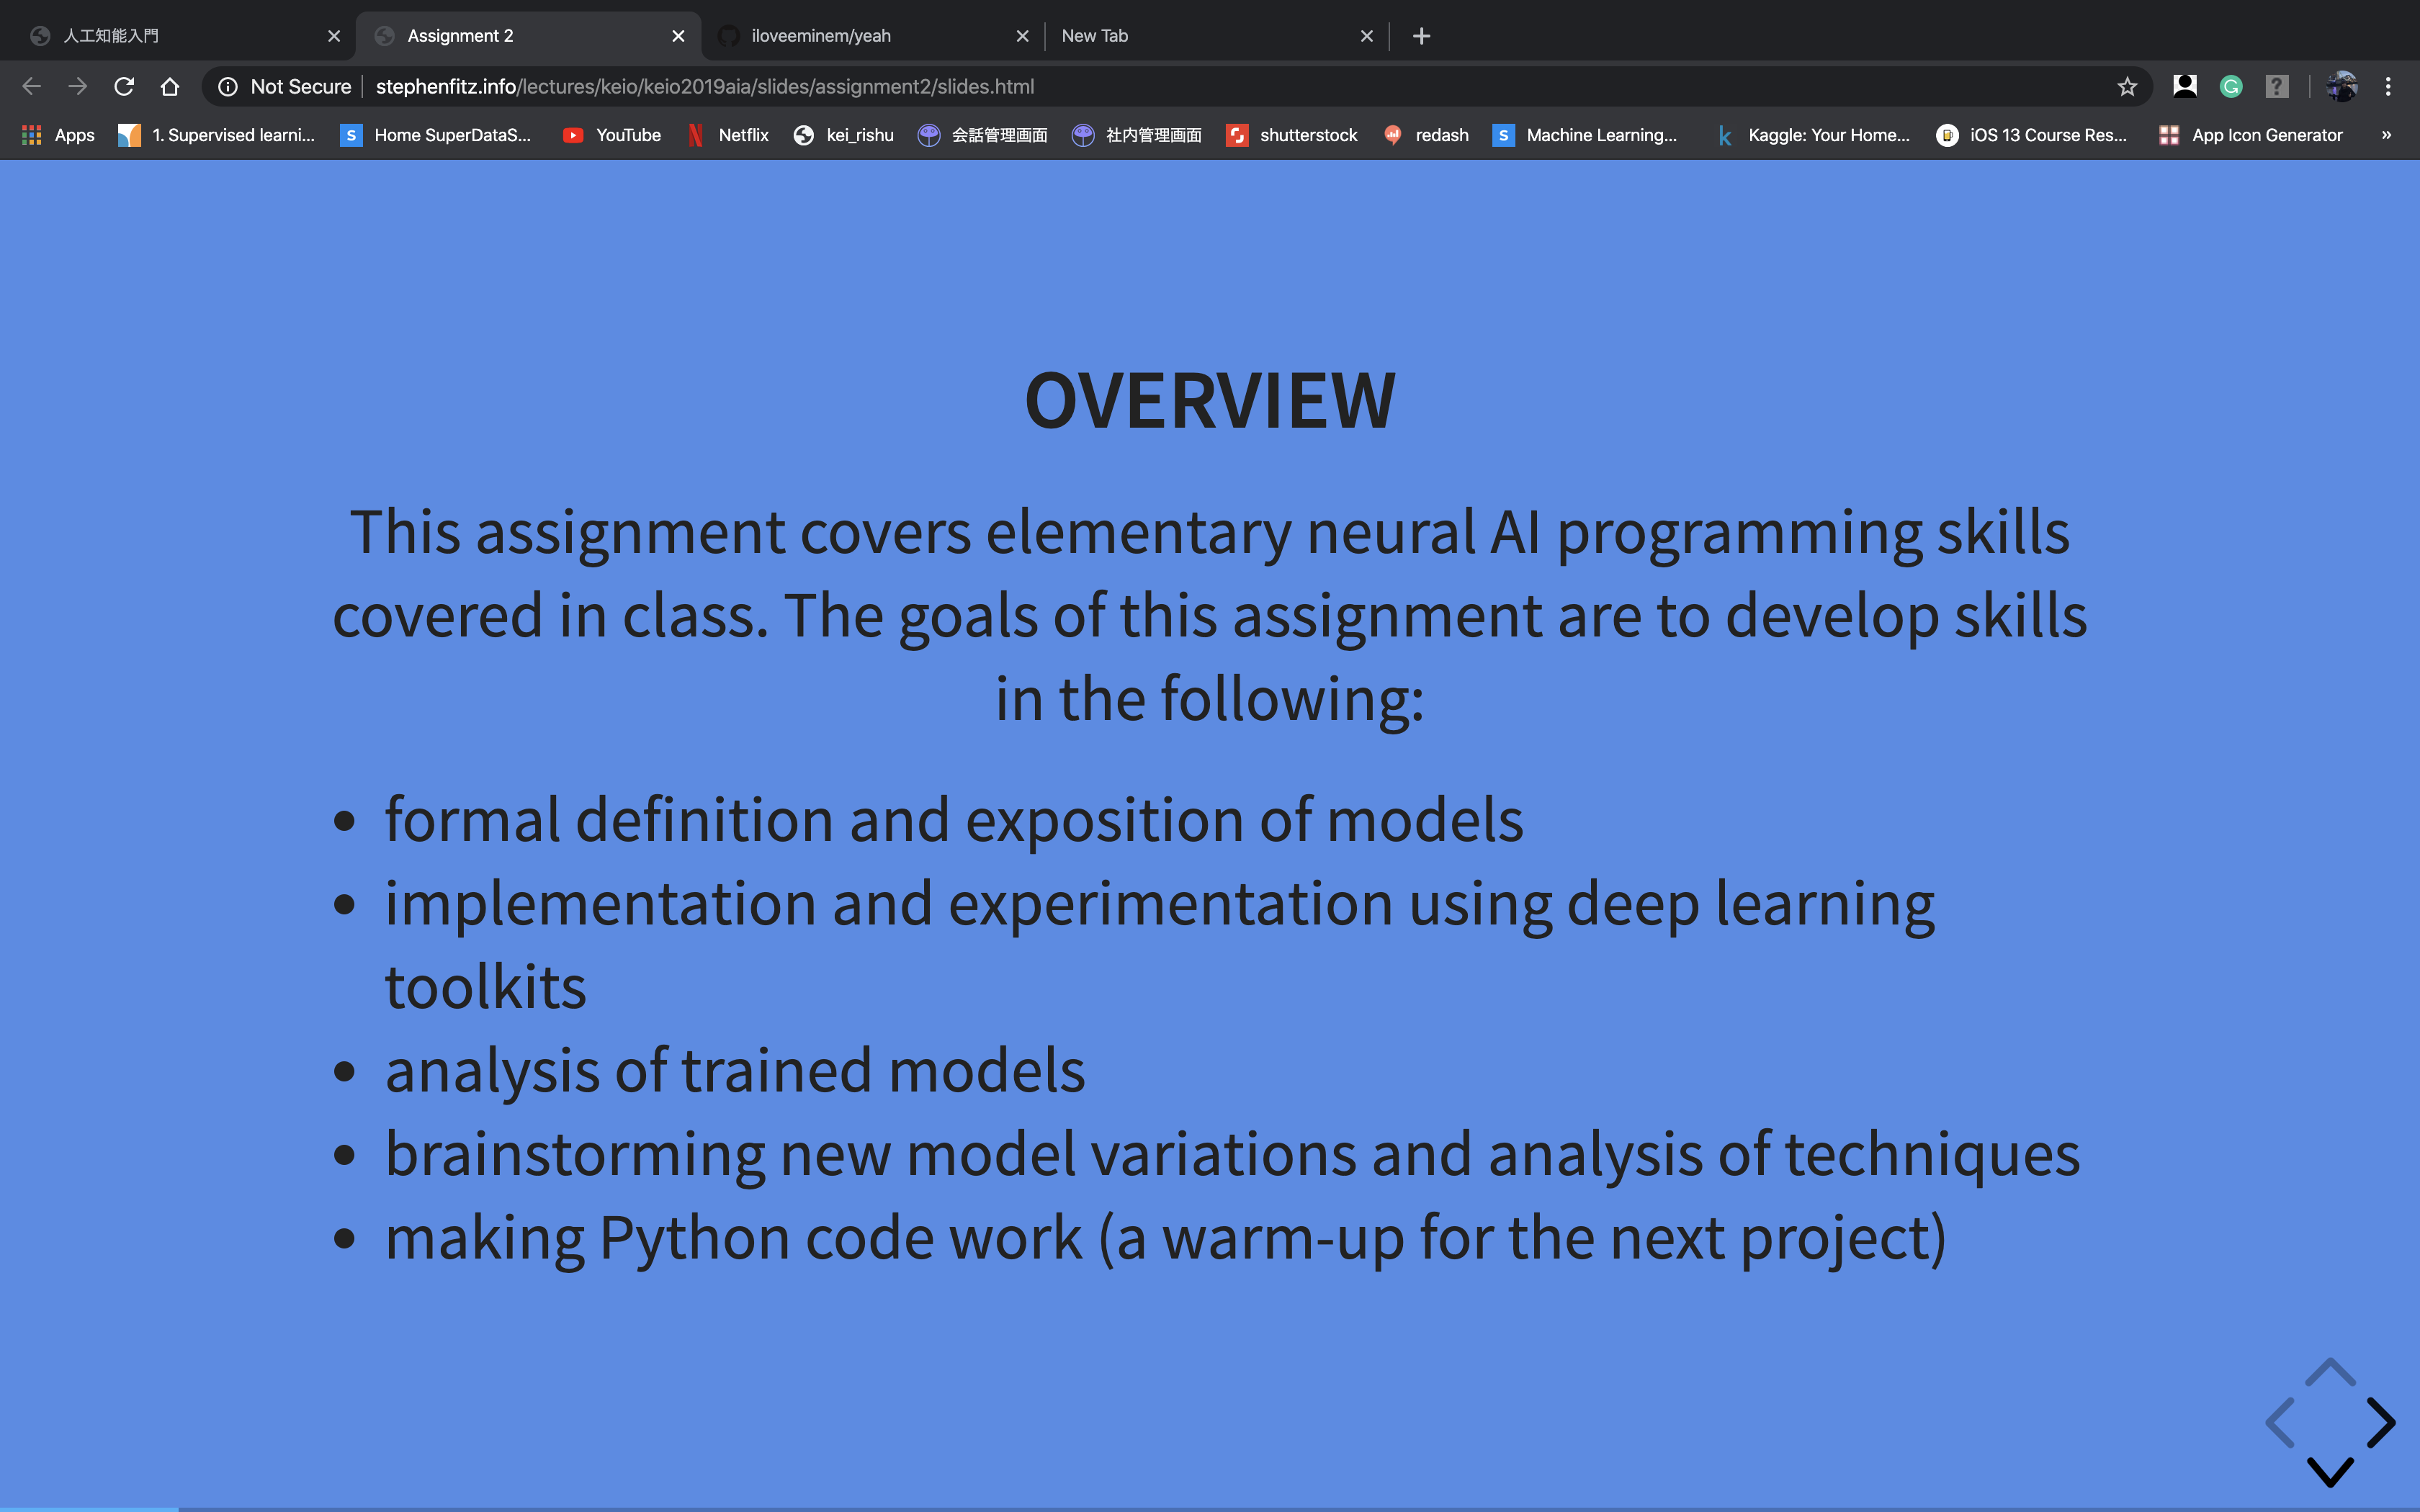 人工知能入門
Assignment 2
iloveeminem/yeah
New Tab
Not Secure
stephenfitz.info/lectures/keio/keio2019aia/slides/assignment2/slides.html
Apps
1. Supervised learni...
S
Home SuperDataS...
YouTube
N
Netflix
kei_rishu
会話管理画面
社内管理画面
shutterstock
redash
S
Machine Learning...
k
Kaggle: Your Home...
iOS 13 Course Res...
App Icon Generator
»
OVERVIEW
This assignment covers elementary neural AI programming skills
covered in class. The goals of this assignment are to develop skills
in the following:
• formal definition and exposition of models
• implementation and experimentation using deep learning
toolkits
• analysis of trained models
• brainstorming new model variations and analysis of techniques
• making Python code work (a warm-up for the next project)